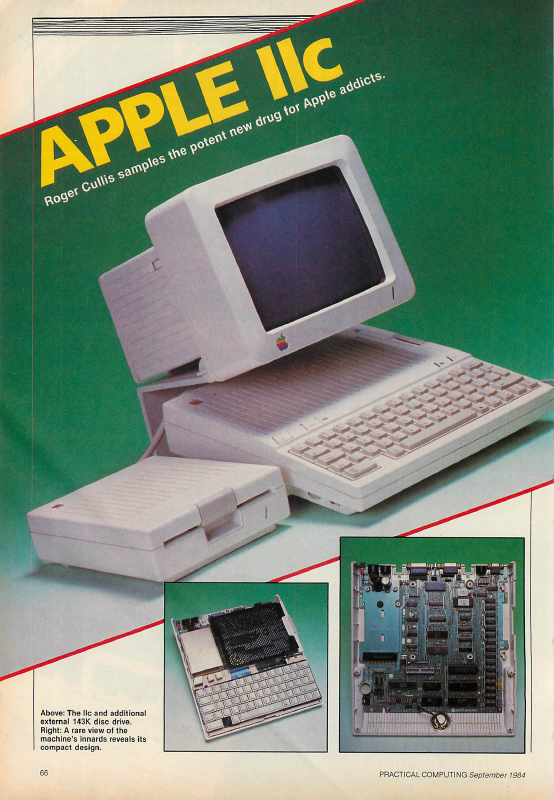 APPLE IIc
Roger Cullis samples the potent new drug for Apple addicts.
Above: The IIc and additional
external 143K disc drive.
Right: A rare view of the
machine's innards reveals its
compact design.
66
PRACTICAL COMPUTING September 1984